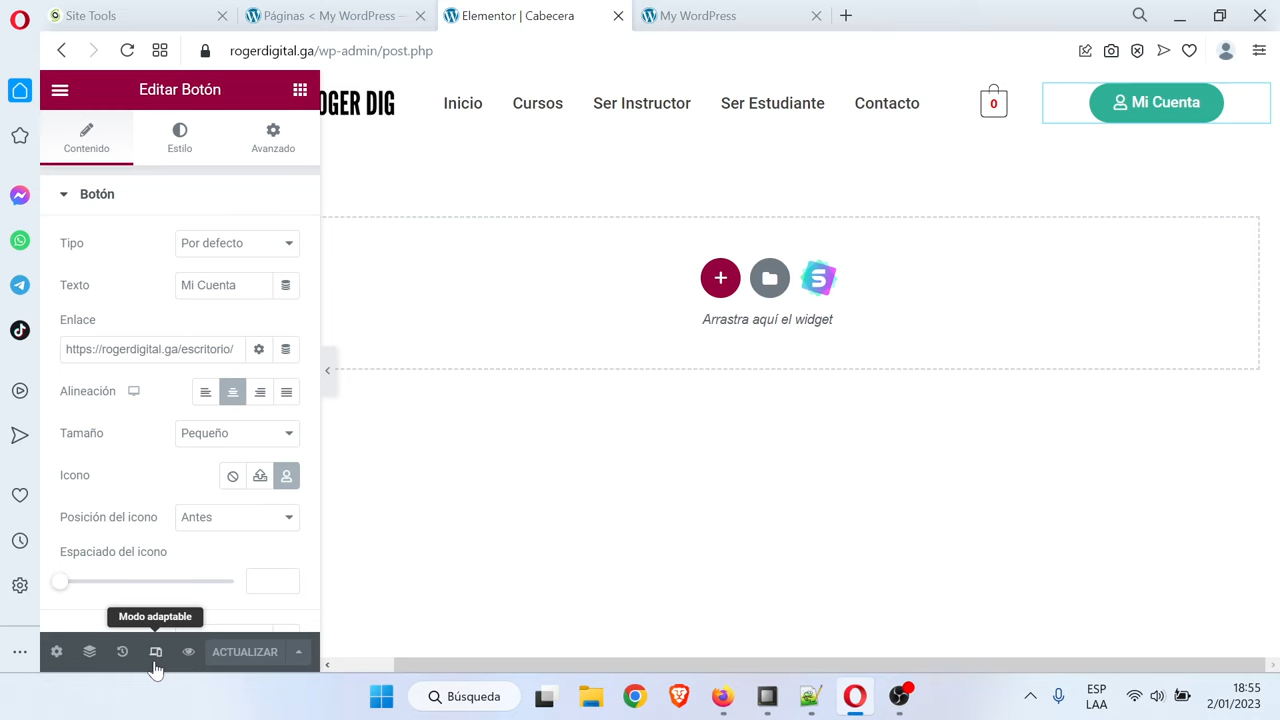 Site Tools
Páginas < My WordPress –
Elementor | Cabecera
My WordPress
rogerdigital.ga/wp-admin/post.php
Editar Botón
OGER DIG
Inicio
Cursos
Ser Instructor
Ser Estudiante
Contacto
0
Mi Cuenta
Contenido
Estilo
Avanzado
Botón
Tipo
Por defecto
Texto
Mi Cuenta
Enlace
https://rogerdigital.ga/escritorio/
Alineación
Tamaño
Pequeño
Icono
Posición del icono
Antes
Espaciado del icono
Arrastra aquí el widget
Modo adaptable
ACTUALIZAR
Búsqueda
ESP
LAA
18:55
2/01/2023